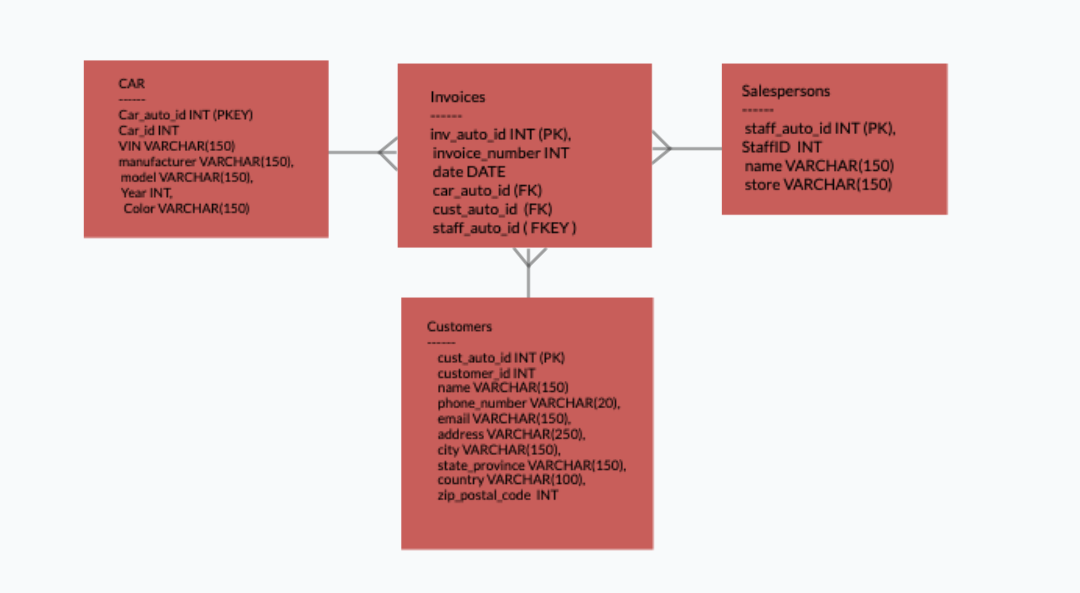 CAR
------
Car_auto_id INT (PKEY)
Car_id INT
VIN VARCHAR(150)
manufacturer VARCHAR(150),
model VARCHAR(150),
Year INT,
Color VARCHAR(150)
Invoices
------
inv_auto_id INT (PK),
invoice_number INT
date DATE
car_auto_id (FK)
cust_auto_id (FK)
staff_auto_id ( FKEY )
Salespersons
------
staff_auto_id INT (PK),
StaffID INT
name VARCHAR(150)
store VARCHAR(150)
Customers
------
cust_auto_id INT (PK)
customer_id INT
name VARCHAR(150)
phone_number VARCHAR(20),
email VARCHAR(150),
address VARCHAR(250),
city VARCHAR(150),
state_province VARCHAR(150),
country VARCHAR(100),
zip_postal_code INT